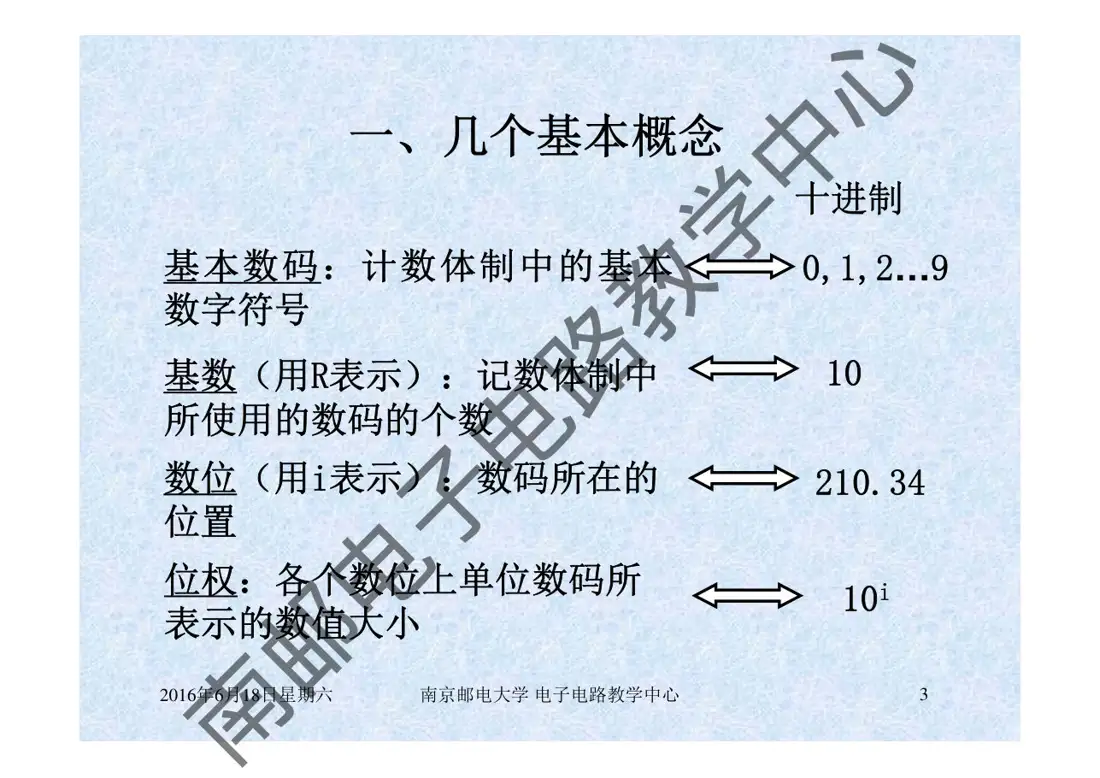 一、几个基本概念
十进制
基本数码：计数体制中的基本 0,1,2…9
数字符号
基数（用R表示）：记数体制中 10
所使用的数码的个数
数位（用i表示）：数码所在的 210.34
位置
位权：各个数位上单位数码所 10ⁱ
表示的数值大小
南邮电子电路教学中心
2016年6月18日星期六 南京邮电大学 电子电路教学中心 3